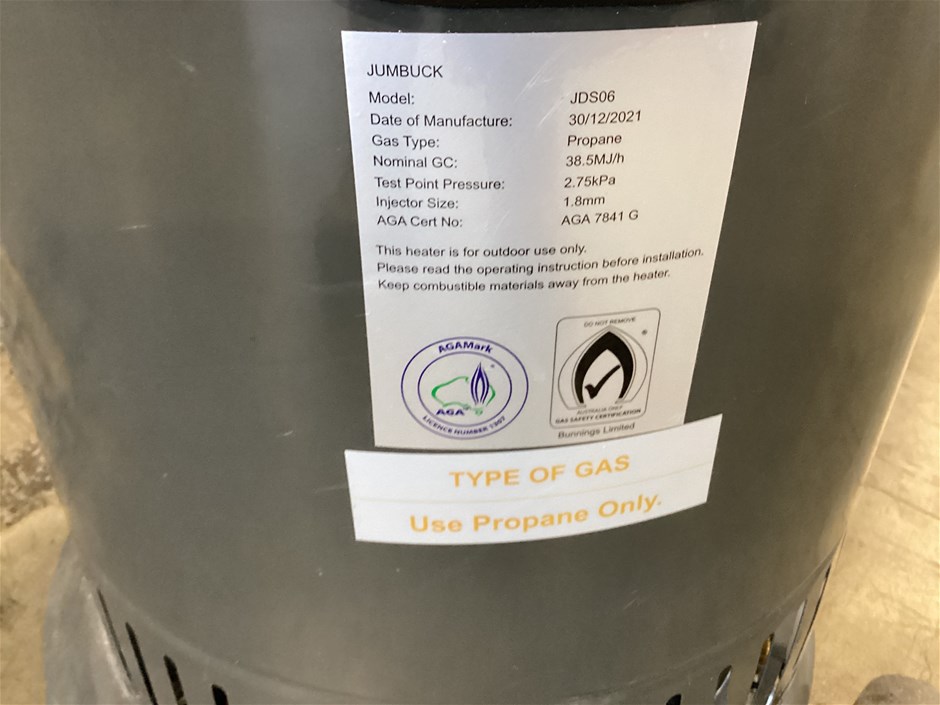 JUMBUCK
Model: JDS06
Date of Manufacture: 30/12/2021
Gas Type: Propane
Nominal GC: 38.5MJ/h
Test Point Pressure: 2.75kPa
Injector Size: 1.8mm
AGA Cert No: AGA 7841 G
This heater is for outdoor use only.
Please read the operating instruction before installation.
Keep combustible materials away from the heater.
AGAMark
AGA
LICENCE NUMBER 1302
DO NOT REMOVE
®
AUSTRALIA ONLY
GAS SAFETY CERTIFICATION
Bunnings Limited
TYPE OF GAS
Use Propane Only.